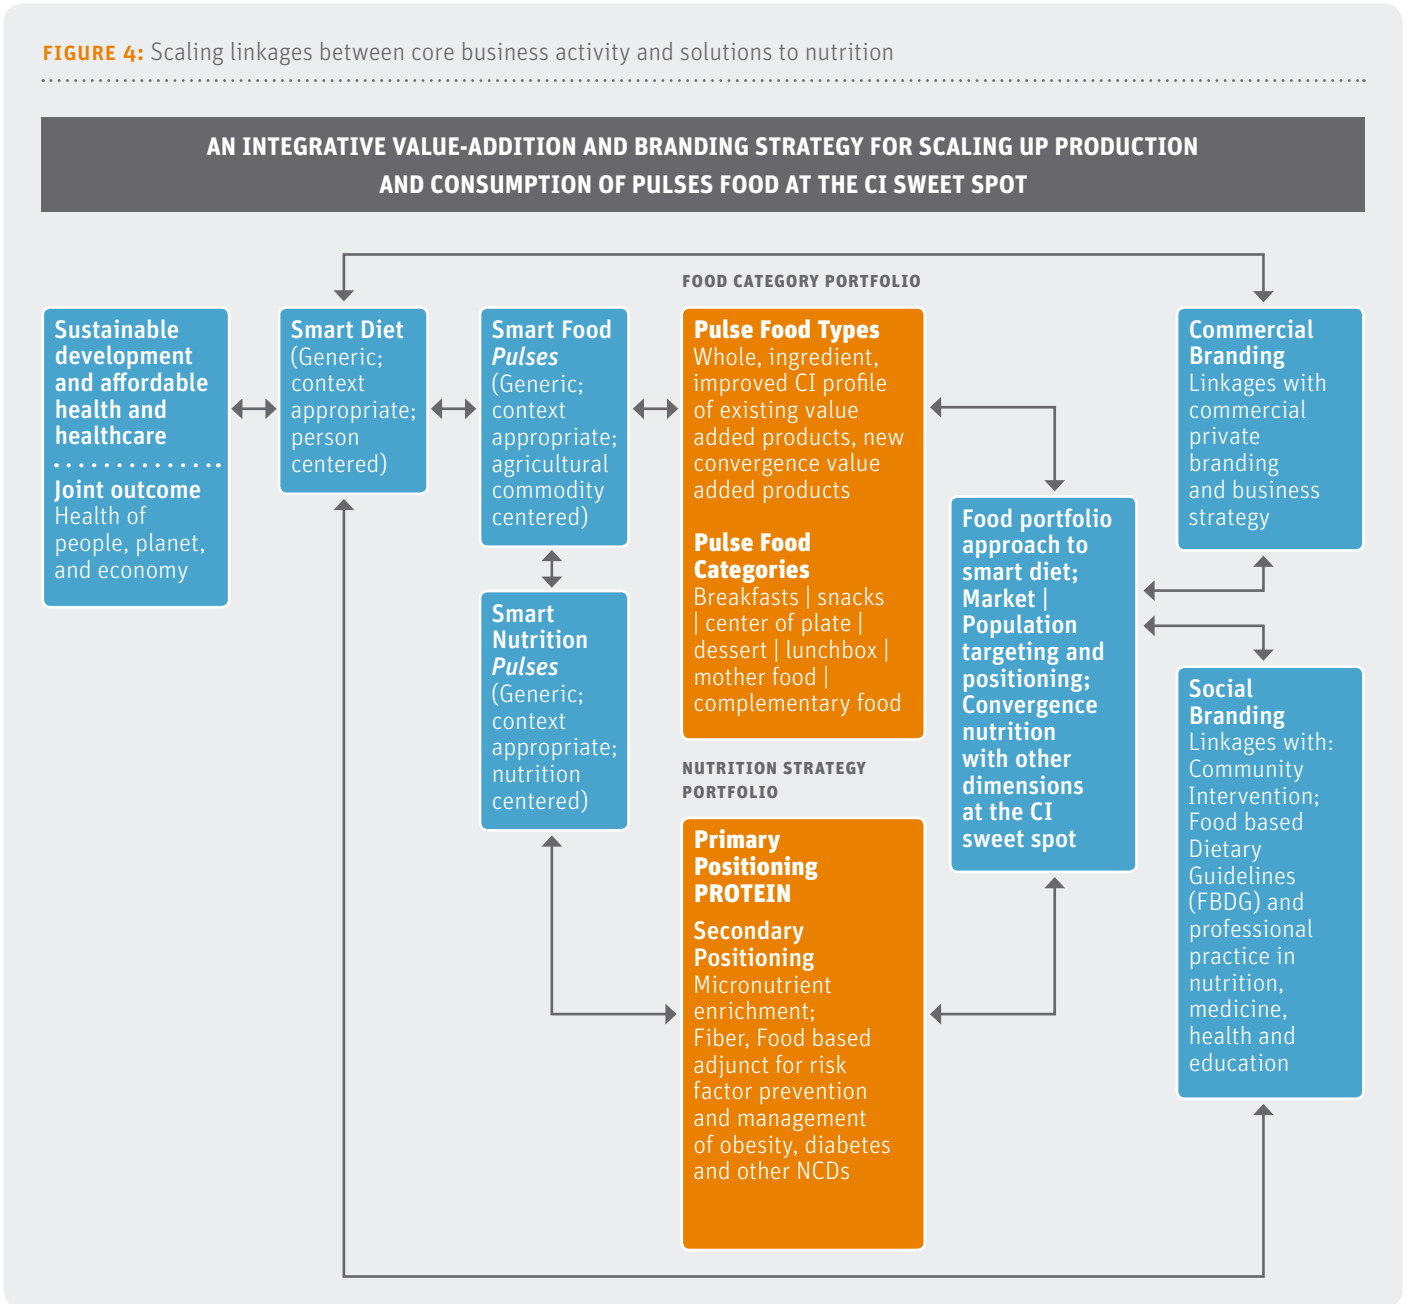 FIGURE 4: Scaling linkages between core business activity and solutions to nutrition
AN INTEGRATIVE VALUE-ADDITION AND BRANDING STRATEGY FOR SCALING UP PRODUCTION
AND CONSUMPTION OF PULSES FOOD AT THE CI SWEET SPOT
Sustainable
development
and affordable
health and
healthcare
Joint outcome
Health of
people, planet,
and economy
Smart Diet
(Generic;
context
appropriate;
person
centered)
Smart Food
Pulses
(Generic;
context
appropriate;
agricultural
commodity
centered)
Smart
Nutrition
Pulses
(Generic;
context
appropriate;
nutrition
centered)
FOOD CATEGORY PORTFOLIO
Pulse Food Types
Whole, ingredient,
improved CI profile
of existing value
added products, new
convergence value
added products
Pulse Food
Categories
Breakfasts | snacks
| center of plate |
dessert | lunchbox |
mother food |
complementary food
NUTRITION STRATEGY
PORTFOLIO
Primary
Positioning
PROTEIN
Secondary
Positioning
Micronutrient
enrichment;
Fiber, Food based
adjunct for risk
factor prevention
and management
of obesity, diabetes
and other NCDs
Food portfolio
approach to
smart diet;
Market |
Population
targeting and
positioning;
Convergence
nutrition
with other
dimensions
at the CI
sweet spot
Commercial
Branding
Linkages with
commercial
private
branding
and business
strategy
Social
Branding
Linkages with:
Community
Intervention;
Food based
Dietary
Guidelines
(FBDG) and
professional
practice in
nutrition,
medicine,
health and
education